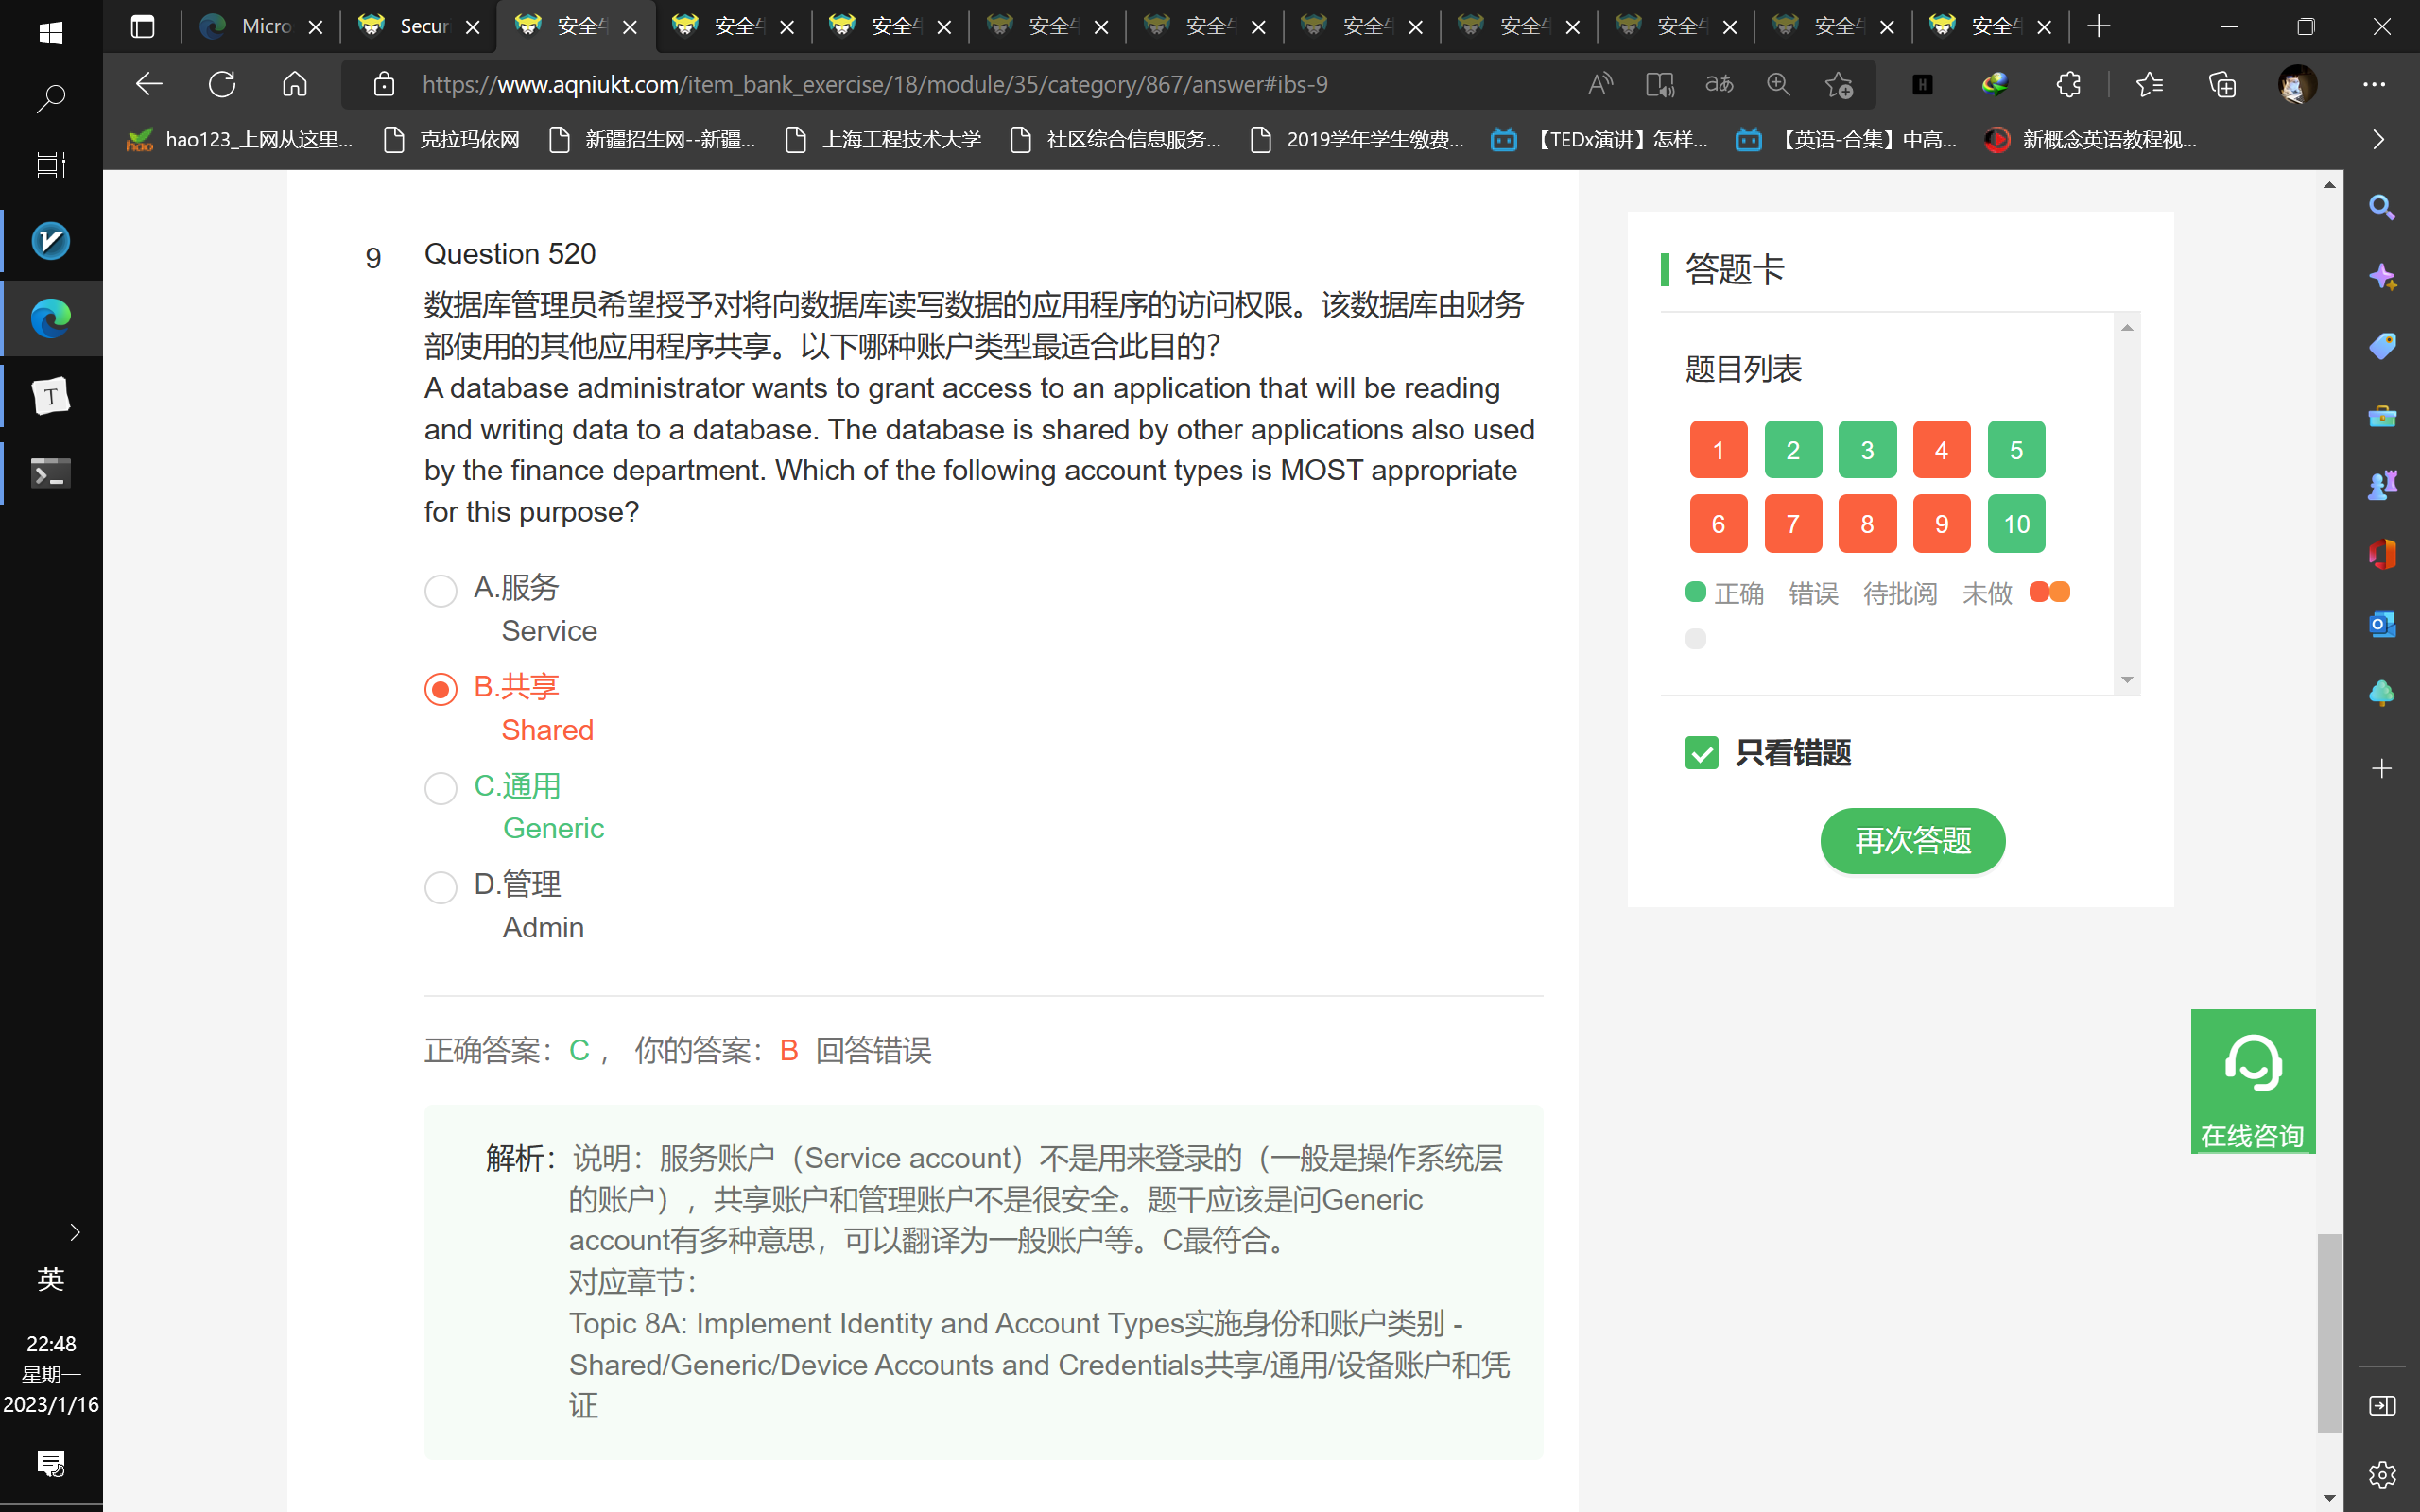 Micro
Secur
安全
安全
安全
安全
安全
安全
安全
安全
安全
安全
https://www.aqniukt.com/item_bank_exercise/18/module/35/category/867/answer#ibs-9
hao123_上网从这里...
克拉玛依网
新疆招生网--新疆...
上海工程技术大学
社区综合信息服务...
2019学年学生缴费...
【TEDx演讲】怎样...
【英语-合集】中高...
新概念英语教程视...
9
Question 520
数据库管理员希望授予对将向数据库读写数据的应用程序的访问权限。该数据库由财务
部使用的其他应用程序共享。以下哪种账户类型最适合此目的?
A database administrator wants to grant access to an application that will be reading
and writing data to a database. The database is shared by other applications also used
by the finance department. Which of the following account types is MOST appropriate
for this purpose?
A.服务
Service
B.共享
Shared
C.通用
Generic
D.管理
Admin
正确答案：C ， 你的答案：B 回答错误
解析：说明：服务账户（Service account）不是用来登录的（一般是操作系统层
的账户），共享账户和管理账户不是很安全。题干应该是问Generic
account有多种意思，可以翻译为一般账户等。C最符合。
对应章节：
Topic 8A: Implement Identity and Account Types实施身份和账户类别 -
Shared/Generic/Device Accounts and Credentials共享/通用/设备账户和凭
证
答题卡
题目列表
1 2 3 4 5
6 7 8 9 10
正确 错误 待批阅 未做
只看错题
再次答题
在线咨询
英
22:48
星期一
2023/1/16